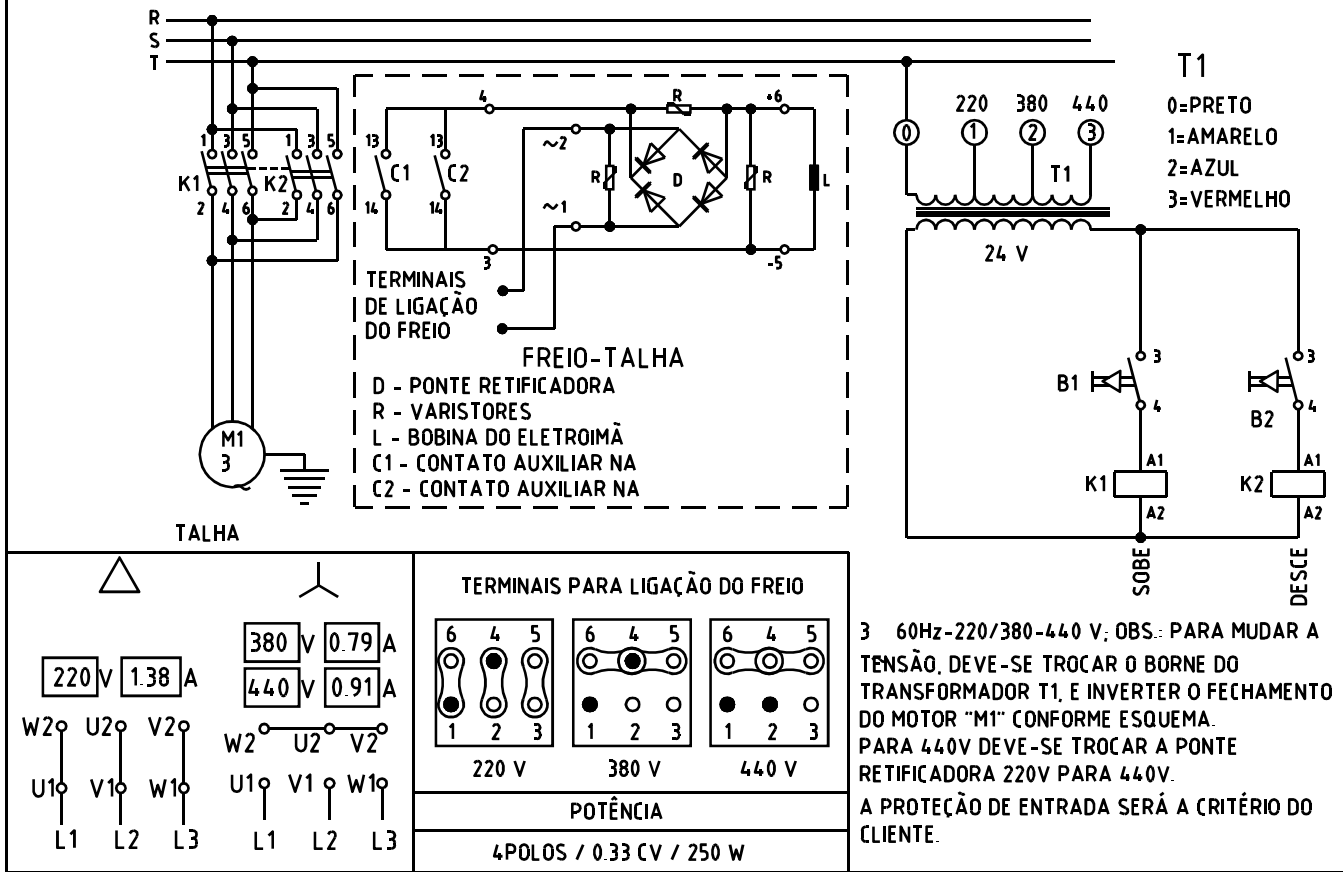 R
S
T
1 3 5
1 3 5
K1
K2
2 4 6
2 4 6
13
C1
14
13
C2
14
4
~2
~1
3
R
R
D
R
+6
-5
L
TERMINAIS
DE LIGAÇÃO
DO FREIO
FREIO-TALHA
D - PONTE RETIFICADORA
R - VARISTORES
L - BOBINA DO ELETROIMÃ
C1 - CONTATO AUXILIAR NA
C2 - CONTATO AUXILIAR NA
M1
3
TALHA
220 380 440
0 1 2 3
T1
24 V
T1
0=PRETO
1=AMARELO
2=AZUL
3=VERMELHO
3
B1
4
3
B2
4
A1
K1
A2
A1
K2
A2
SOBE
DESCE
220 V 1.38 A
W2 U2 V2
U1 V1 W1
L1 L2 L3
380 V 0.79 A
440 V 0.91 A
W2 U2 V2
U1 V1 W1
L1 L2 L3
TERMINAIS PARA LIGAÇÃO DO FREIO
6 4 5 6 4 5 6 4 5
1 2 3 1 2 3 1 2 3
220 V 380 V 440 V
POTÊNCIA
4POLOS / 0.33 CV / 250 W
3 60Hz-220/380-440 V; OBS.: PARA MUDAR A
TENSÃO, DEVE-SE TROCAR O BORNE DO
TRANSFORMADOR T1, E INVERTER O FECHAMENTO
DO MOTOR "M1" CONFORME ESQUEMA.
PARA 440V DEVE-SE TROCAR A PONTE
RETIFICADORA 220V PARA 440V.
A PROTEÇÃO DE ENTRADA SERÁ A CRITÉRIO DO
CLIENTE.